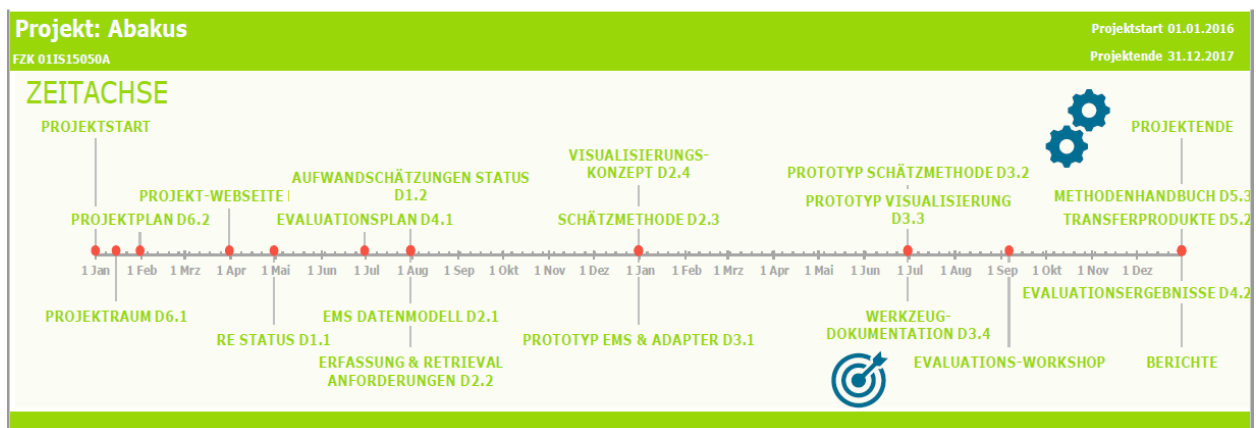 Projekt: Abakus
FZK 01IS15050A
Projektstart 01.01.2016
Projektende 31.12.2017
ZEITACHSE
PROJEKTSTART
PROJEKTENDE
VISUALISIERUNGS-
KONZEPT D2.4
AUFWANDSCHÄTZUNGEN STATUS
D1.2
PROTOTYP SCHÄTZMETHODE D3.2
PROJEKT-WEBSEITE
PROTOTYP VISUALISIERUNG
D3.3
METHODENHANDBUCH D5.3
PROJEKTPLAN D6.2
EVALUATIONSPLAN D4.1
SCHÄTZMETHODE D2.3
TRANSFERPRODUKTE D5.2
1 Jan 1 Feb 1 Mrz 1 Apr 1 Mai 1 Jun 1 Jul 1 Aug 1 Sep 1 Okt 1 Nov 1 Dez 1 Jan 1 Feb 1 Mrz 1 Apr 1 Mai 1 Jun 1 Jul 1 Aug 1 Sep 1 Okt 1 Nov 1 Dez
EVALUATIONSERGEBNISSE D4.2
PROJEKTRAUM D6.1
EMS DATENMODELL D2.1
WERKZEUG-
DOKUMENTATION D3.4
RE STATUS D1.1
PROTOTYP EMS & ADAPTER D3.1
ERFASSUNG & RETRIEVAL
ANFORDERUNGEN D2.2
EVALUATIONS-WORKSHOP
BERICHTE